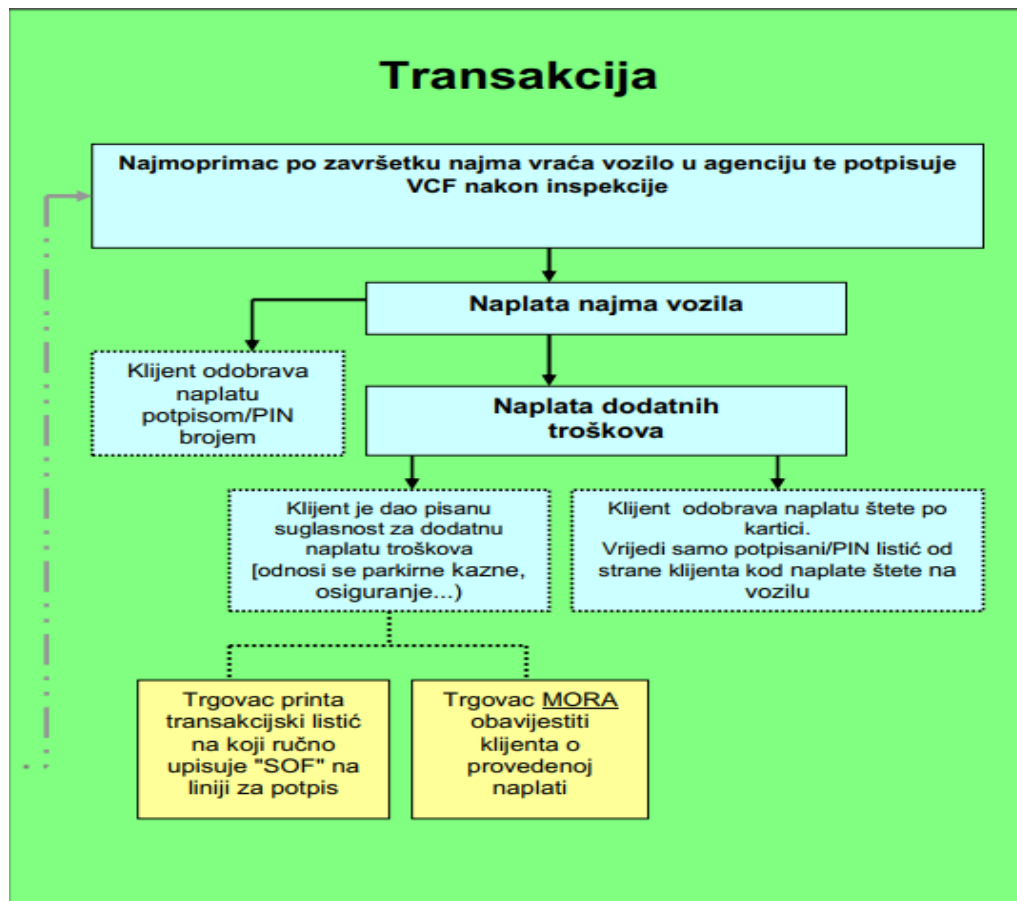 Transakcija
Najmoprimac po završetku najma vraća vozilo u agenciju te potpisuje
VCF nakon inspekcije
Naplata najma vozila
Klijent odobrava
naplatu
potpisom/PIN
brojem
Naplata dodatnih
troškova
Klijent je dao pisanu
suglasnost za dodatnu
naplatu troškova
[odnosi se parkirne kazne,
osiguranje...)
Klijent odobrava naplatu štete po
kartici.
Vrijedi samo potpisani/PIN listić od
strane klijenta kod naplate štete na
vozilu
Trgovac printa
transakcijski listić
na koji ručno
upisuje "SOF" na
liniji za potpis
Trgovac MORA
obavijestiti
klijenta o
provedenoj
naplati